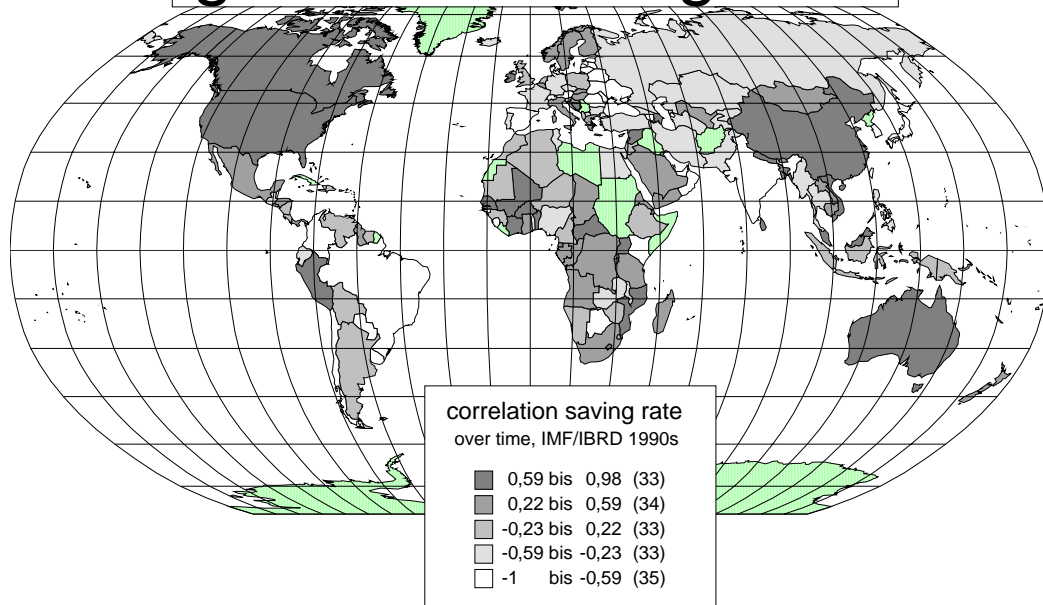 correlation saving rate
over time, IMF/IBRD 1990s
0,59 bis 0,98 (33)
0,22 bis 0,59 (34)
-0,23 bis 0,22 (33)
-0,59 bis -0,23 (33)
-1 bis -0,59 (35)